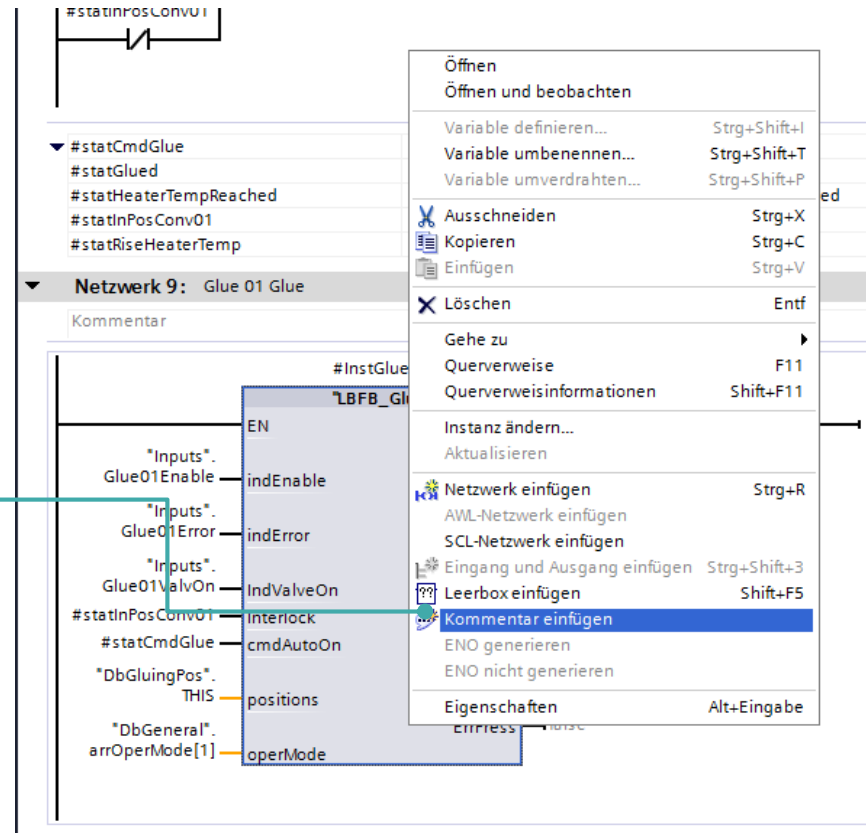 #statInPosConv01
#statCmdGlue
#statGlued
#statHeaterTempReached
#statInPosConv01
#statRiseHeaterTemp
ed
Netzwerk 9: Glue 01 Glue
Kommentar
#InstGlue
"LBFB_Gl
EN
"Inputs".
Glue01Enable
indEnable
"Inputs".
Glue01Error
indError
"Inputs".
Glue01ValvOn
IndValveOn
#statInPosConv01
Interlock
#statCmdGlue
cmdAutoOn
"DbGluingPos".
THIS
positions
"DbGeneral".
arrOperMode[1]
operMode
ErrPress
false
Öffnen
Öffnen und beobachten
Variable definieren... Strg+Shift+I
Variable umbenennen... Strg+Shift+T
Variable umverdrahten... Strg+Shift+P
Ausschneiden Strg+X
Kopieren Strg+C
Einfügen Strg+V
Löschen Entf
Gehe zu
Querverweise F11
Querverweisinformationen Shift+F11
Instanz ändern...
Aktualisieren
Netzwerk einfügen Strg+R
AWL-Netzwerk einfügen
SCL-Netzwerk einfügen
Eingang und Ausgang einfügen Strg+Shift+3
Leerbox einfügen Shift+F5
Kommentar einfügen
ENO generieren
ENO nicht generieren
Eigenschaften Alt+Eingabe